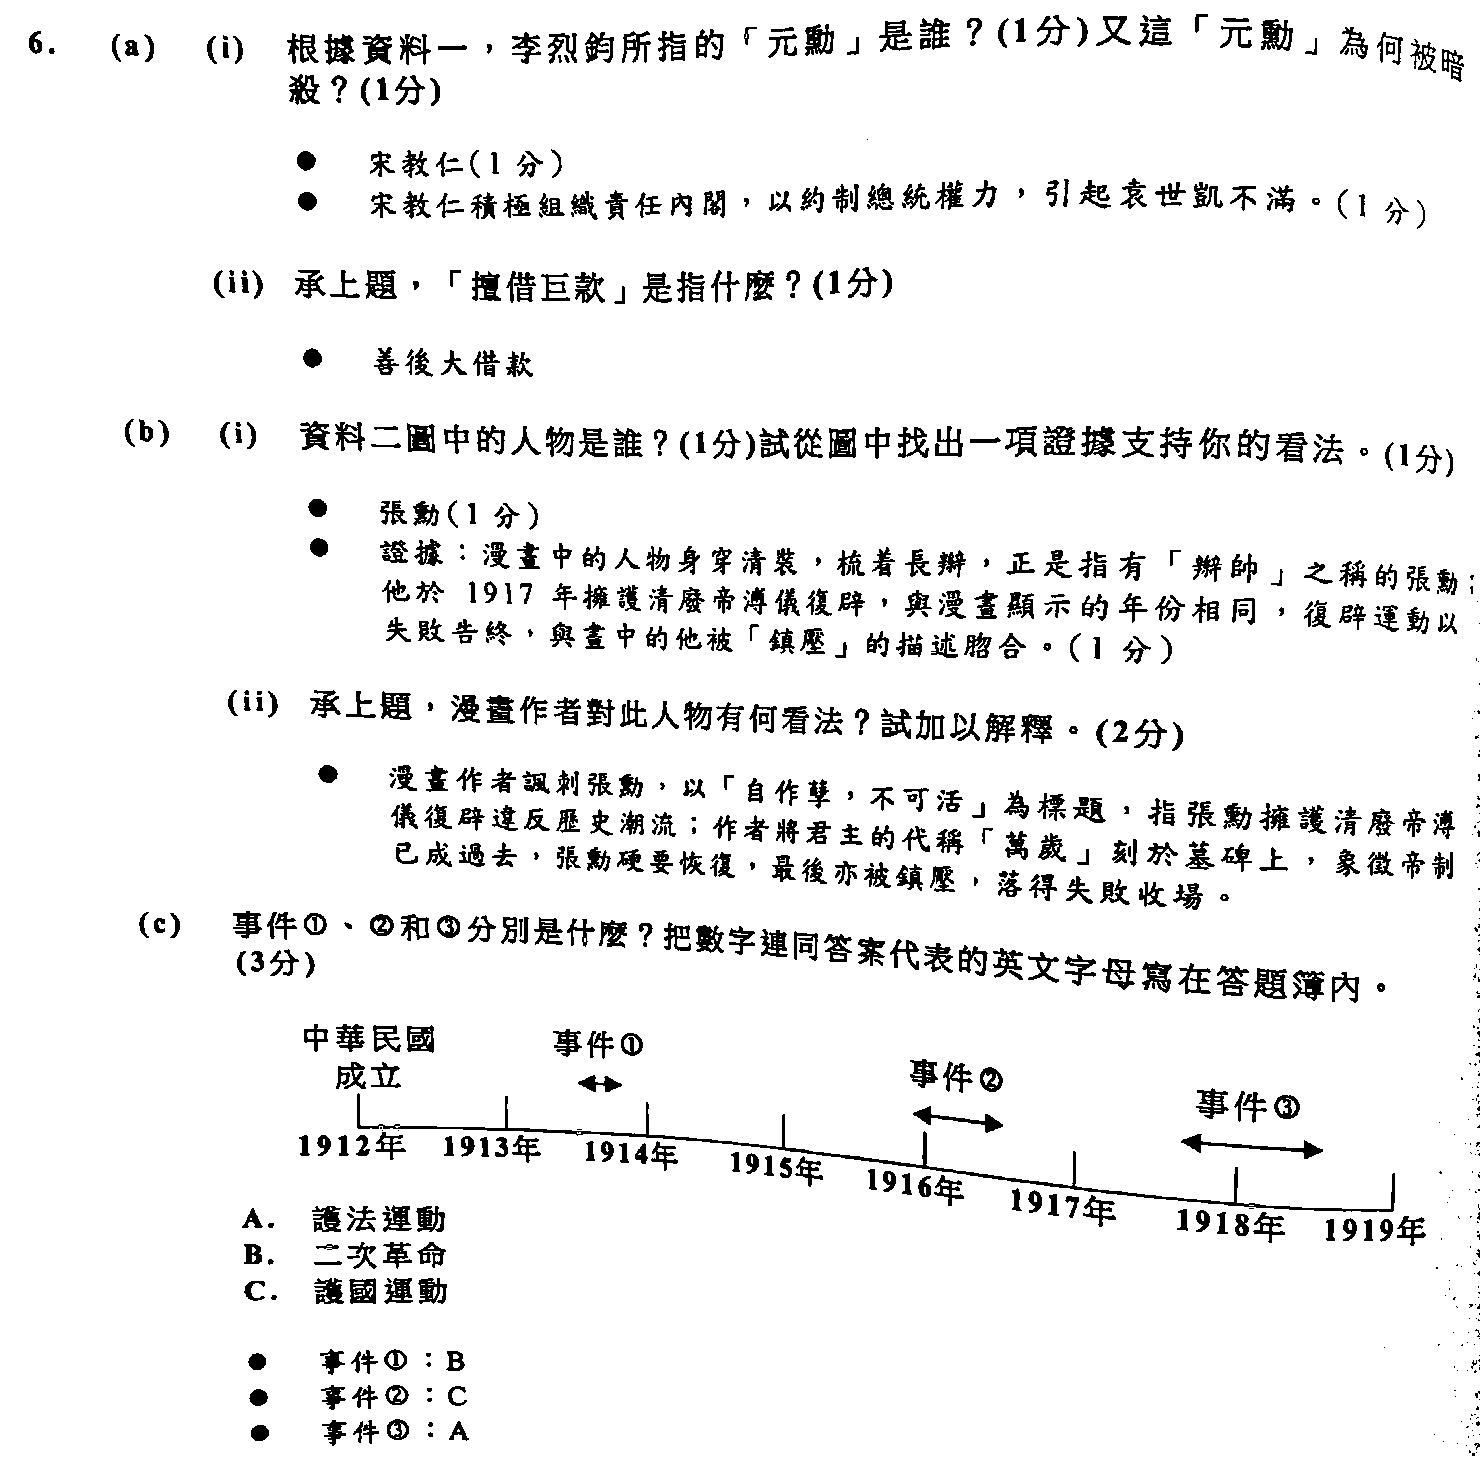 6. (a) (i) 根據資料一，李烈鈞所指的「元勳」是誰？(1分)又這「元勳」為何被暗
殺？(1分)
● 宋教仁(1 分)
● 宋教仁積極組織責任內閣，以約制總統權力，引起袁世凱不滿。(1 分)
(ii) 承上題，「擅借巨款」是指什麼？(1分)
● 善後大借款
(b) (i) 資料二圖中的人物是誰？(1分)試從圖中找出一項證據支持你的看法。(1分)
● 張勳(1 分)
● 證據：漫畫中的人物身穿清裝，梳着長辮，正是指有「辮帥」之稱的張勳；
他於 1917 年擁護清廢帝溥儀復辟，與漫畫顯示的年份相同，復辟運動以
失敗告終，與畫中的他被「鎮壓」的描述脗合。(1 分)
(ii) 承上題，漫畫作者對此人物有何看法？試加以解釋。(2分)
● 漫畫作者諷刺張勳，以「自作孽，不可活」為標題，指張勳擁護清廢帝溥
儀復辟違反歷史潮流；作者將君主的代稱「萬歲」刻於墓碑上，象徵帝制
已成過去，張勳硬要恢復，最後亦被鎮壓，落得失敗收場。
(c) 事件①、②和③分別是什麼？把數字連同答案代表的英文字母寫在答題簿內。
(3分)
中華民國
成立
事件① 事件② 事件③
1912年 1913年 1914年 1915年 1916年 1917年 1918年 1919年
A. 護法運動
B. 二次革命
C. 護國運動
● 事件①：B
● 事件②：C
● 事件③：A